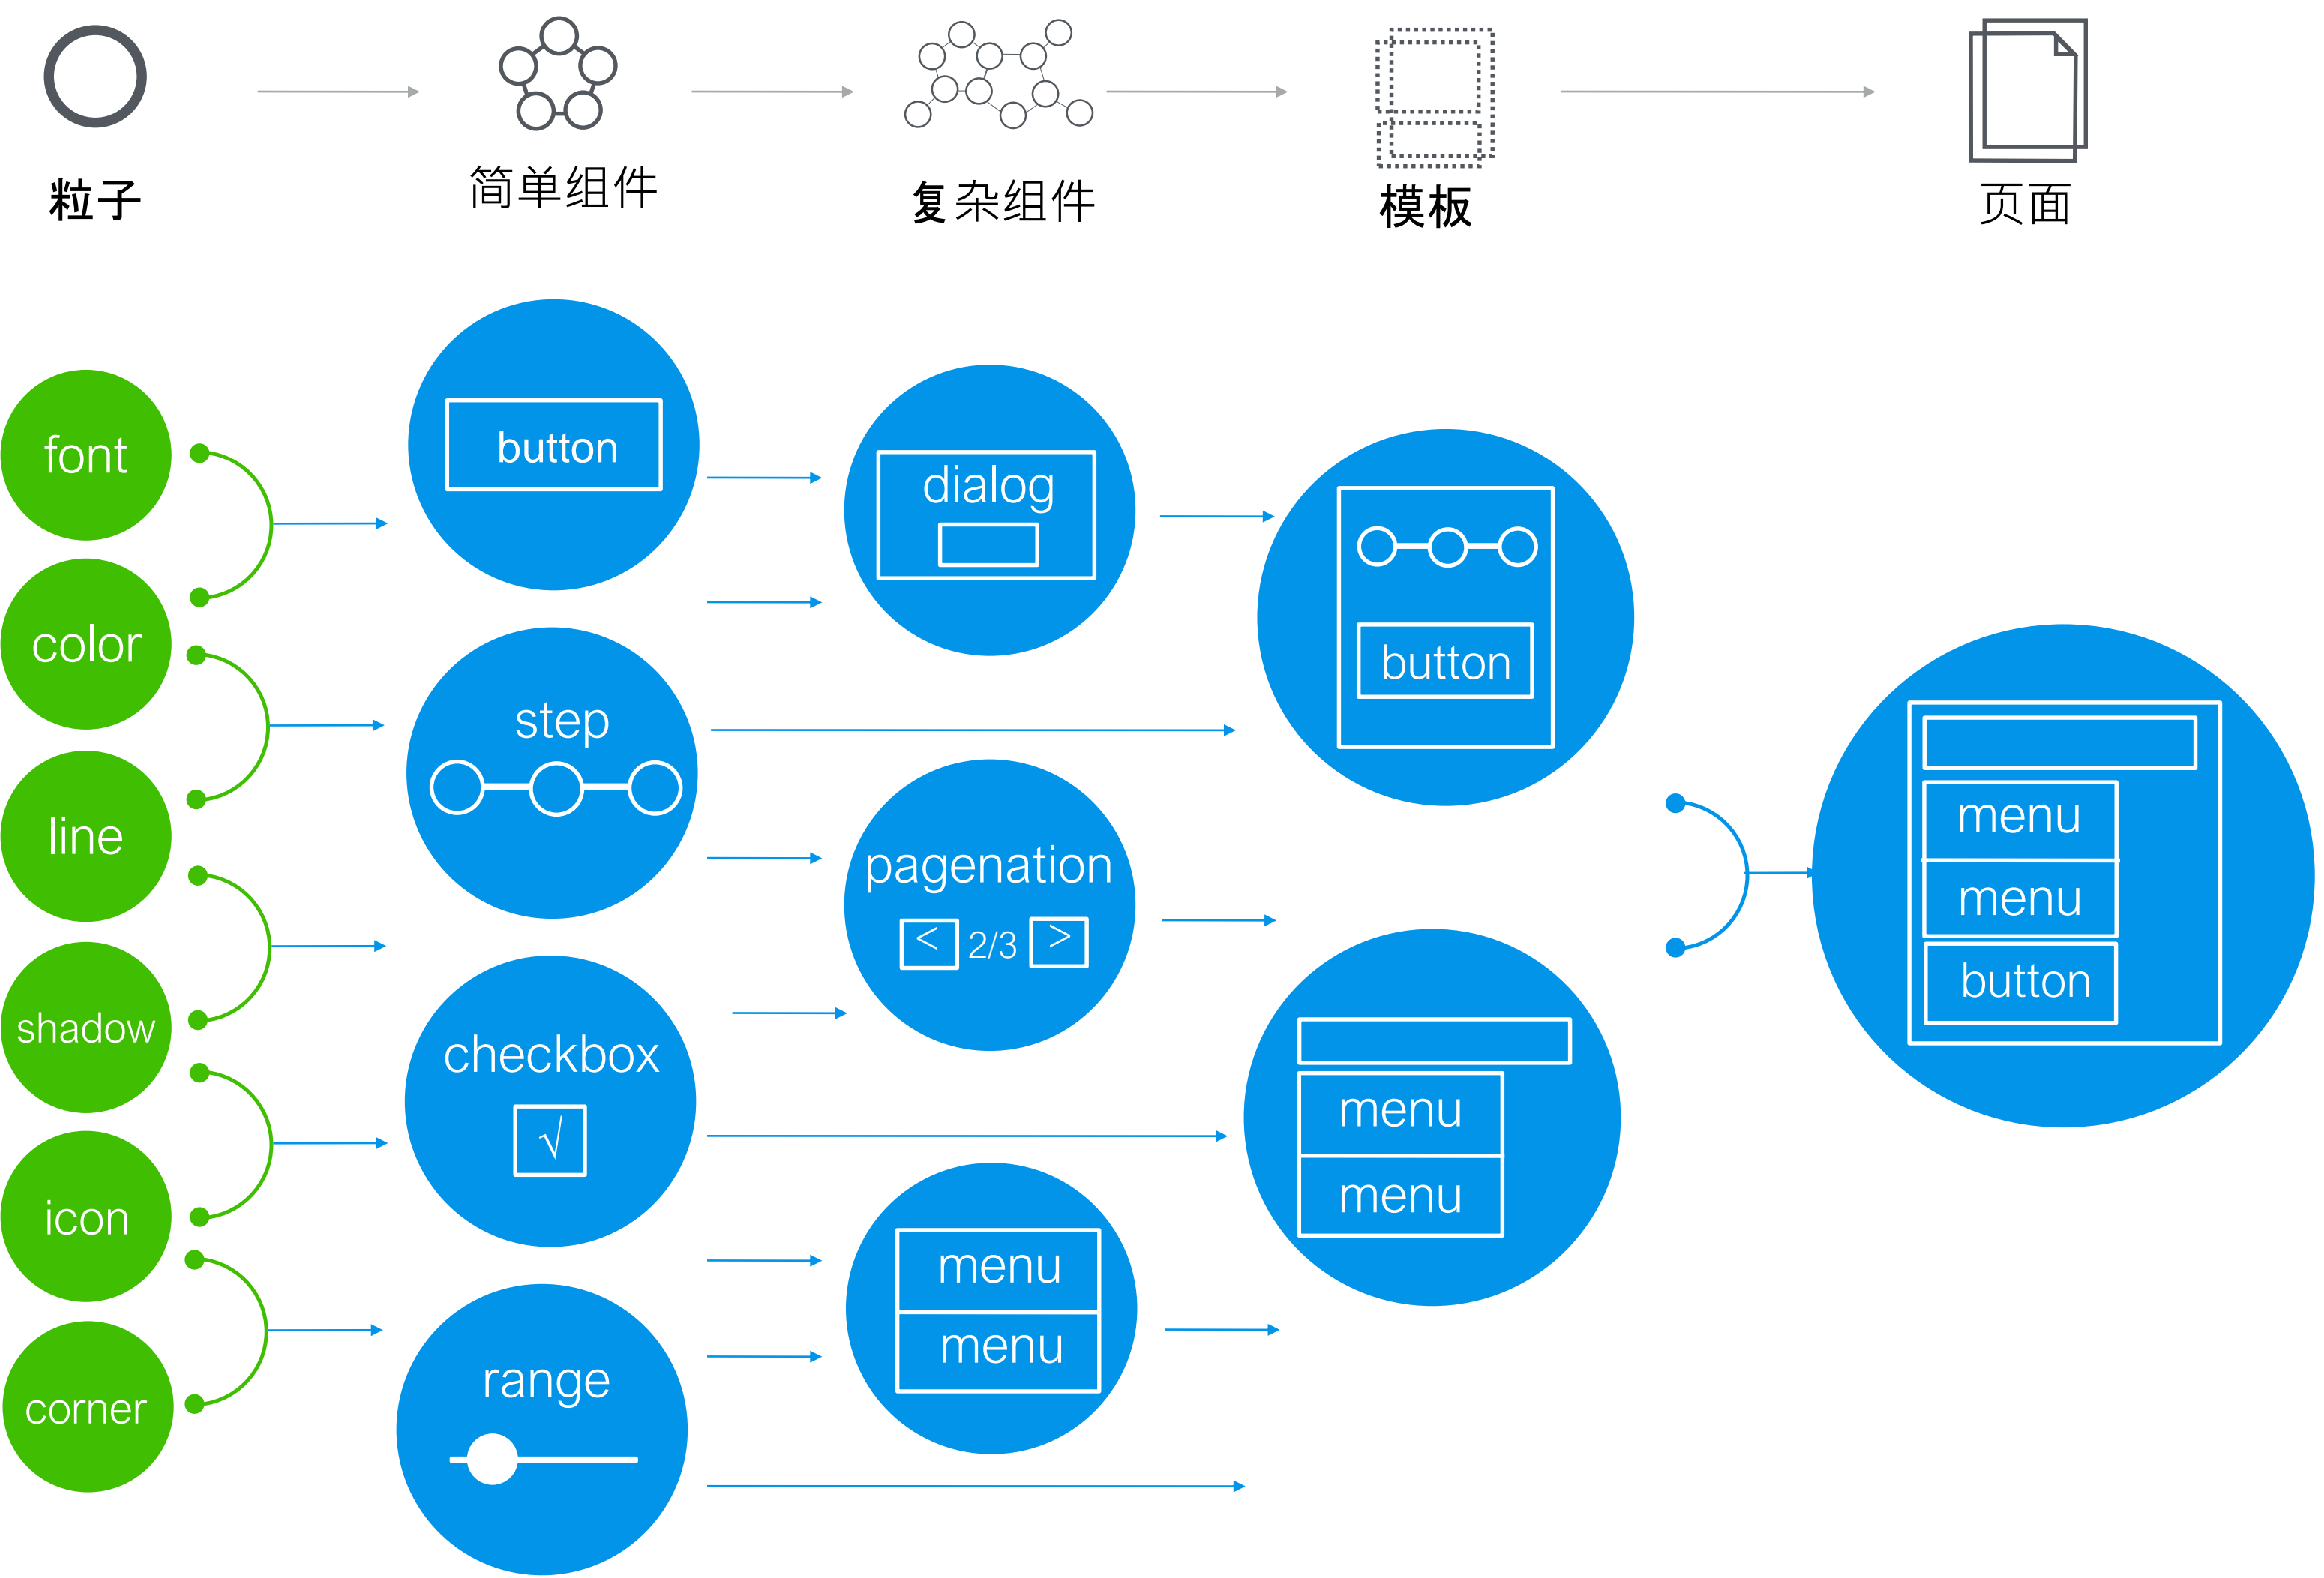 粒子
简单组件
复杂组件
模板
页面
font
color
line
shadow
icon
corner
button
step
checkbox
√
range
dialog
pagenation
< 2/3 >
menu
menu
button
menu
menu
menu
menu
button